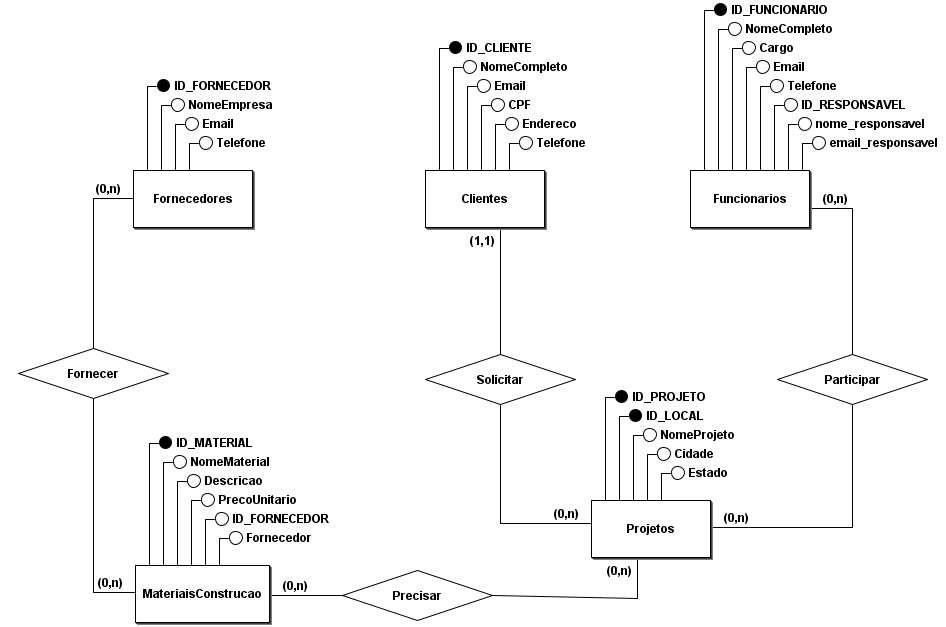 ID_FORNECEDOR
NomeEmpresa
Email
Telefone
Fornecedores
(0,n)
ID_CLIENTE
NomeCompleto
Email
CPF
Endereco
Telefone
Clientes
(1,1)
ID_FUNCIONARIO
NomeCompleto
Cargo
Email
Telefone
ID_RESPONSAVEL
nome_responsavel
email_responsavel
Funcionarios
(0,n)
Fornecer
Solicitar
Participar
ID_MATERIAL
NomeMaterial
Descricao
PrecoUnitario
ID_FORNECEDOR
Fornecedor
(0,n)
MateriaisConstrucao
(0,n)
Precisar
ID_PROJETO
ID_LOCAL
NomeProjeto
Cidade
Estado
(0,n)
Projetos
(0,n)
(0,n)